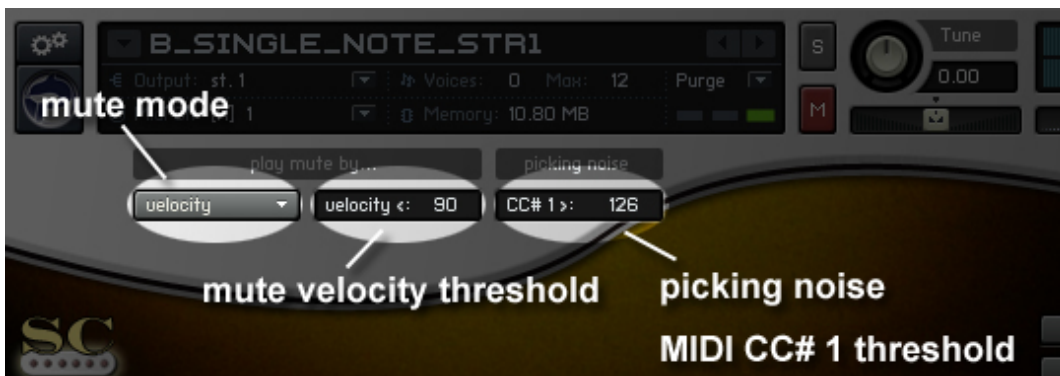 B_SINGLE_NOTE_STR1
S
Tune
Output: st. 1
Voices: 0 Max: 12
Purge
0.00
mute mode
1
Memory: 10.80 MB
M
play mute by...
picking noise
velocity
velocity <: 90
CC# 1 >: 126
mute velocity threshold
picking noise
MIDI CC# 1 threshold
SC